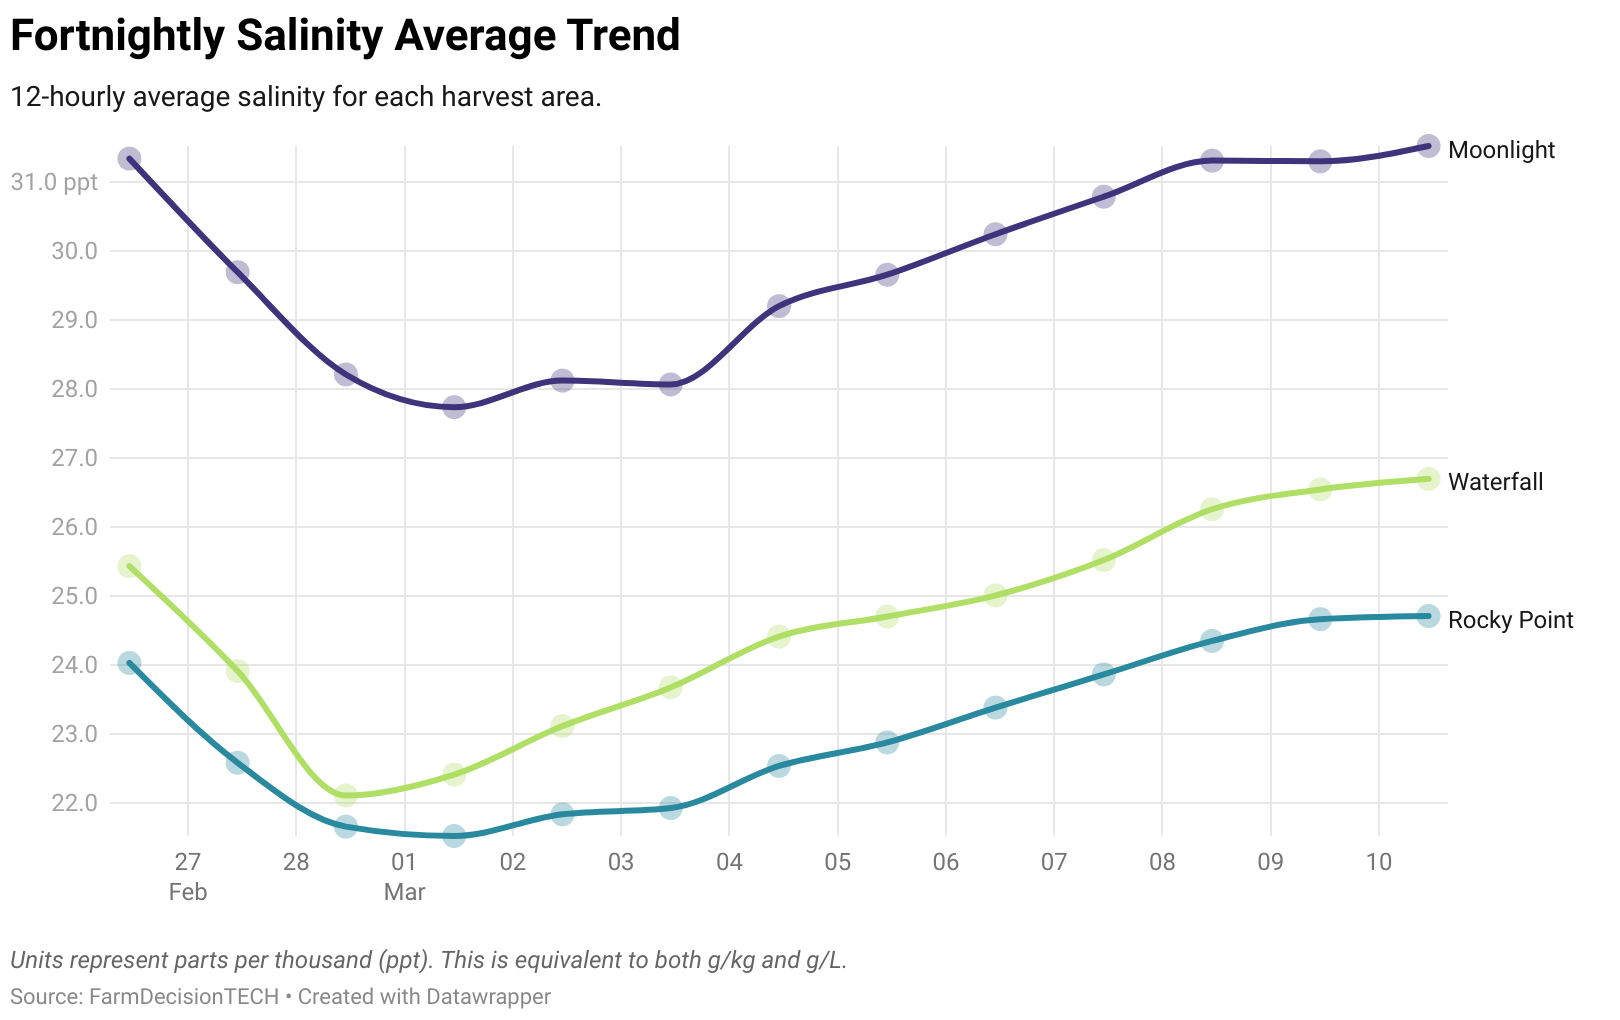 Fortnightly Salinity Average Trend
12-hourly average salinity for each harvest area.
Moonlight
31.0 ppt
30.0
29.0
28.0
27.0
Waterfall
26.0
25.0
Rocky Point
24.0
23.0
22.0
27 28 01 02 03 04 05 06 07 08 09 10
Feb Mar
Units represent parts per thousand (ppt). This is equivalent to both g/kg and g/L.
Source: FarmDecisionTECH • Created with Datawrapper